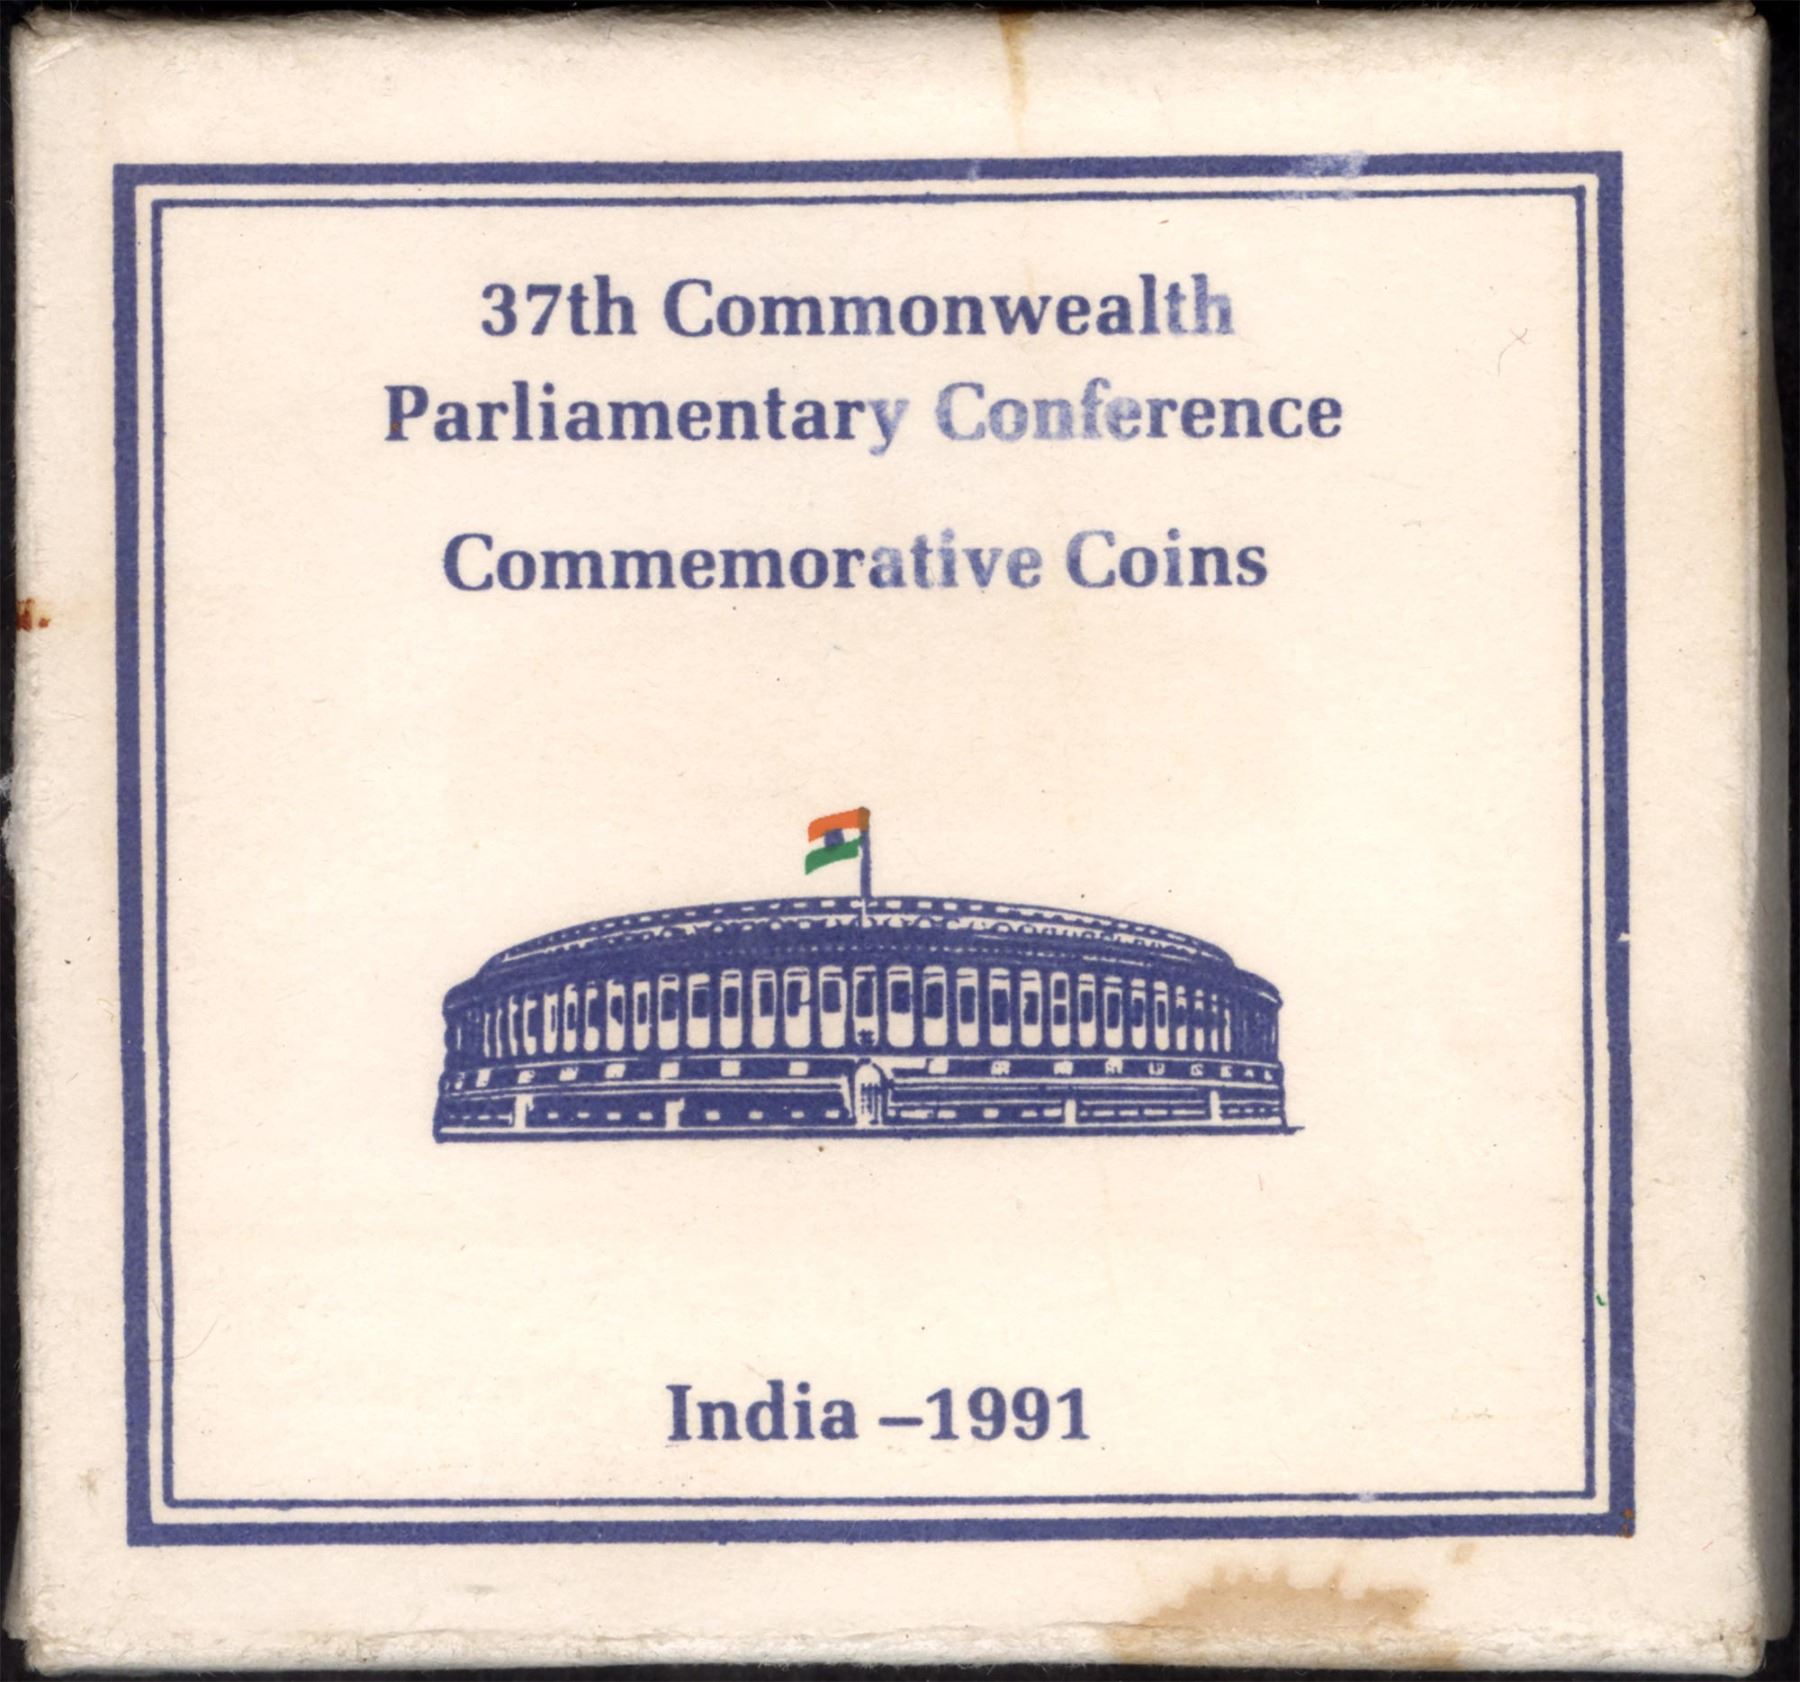 37th Commonwealth
Parliamentary Conference
Commemorative Coins
India –1991